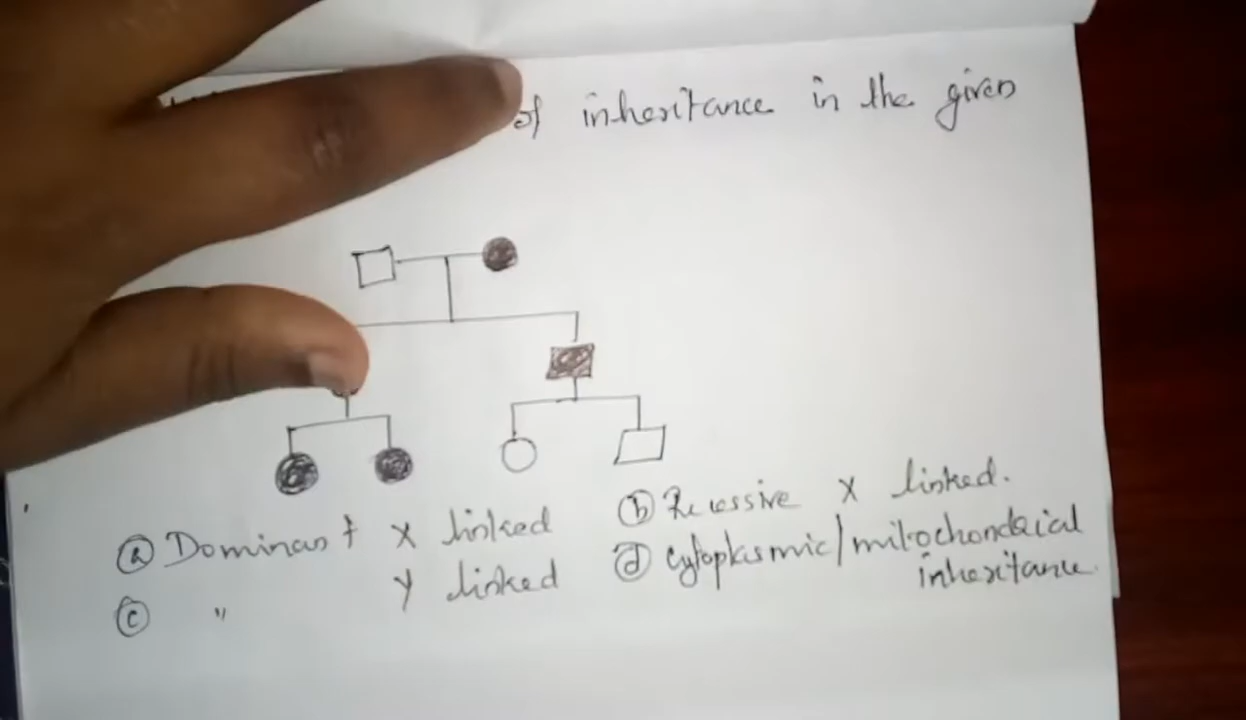 of inheritance in the given
(a) Dominant X linked (b) Recessive X linked.
(c) " Y linked (d) Cytoplasmic/mitochondrial
inheritance.